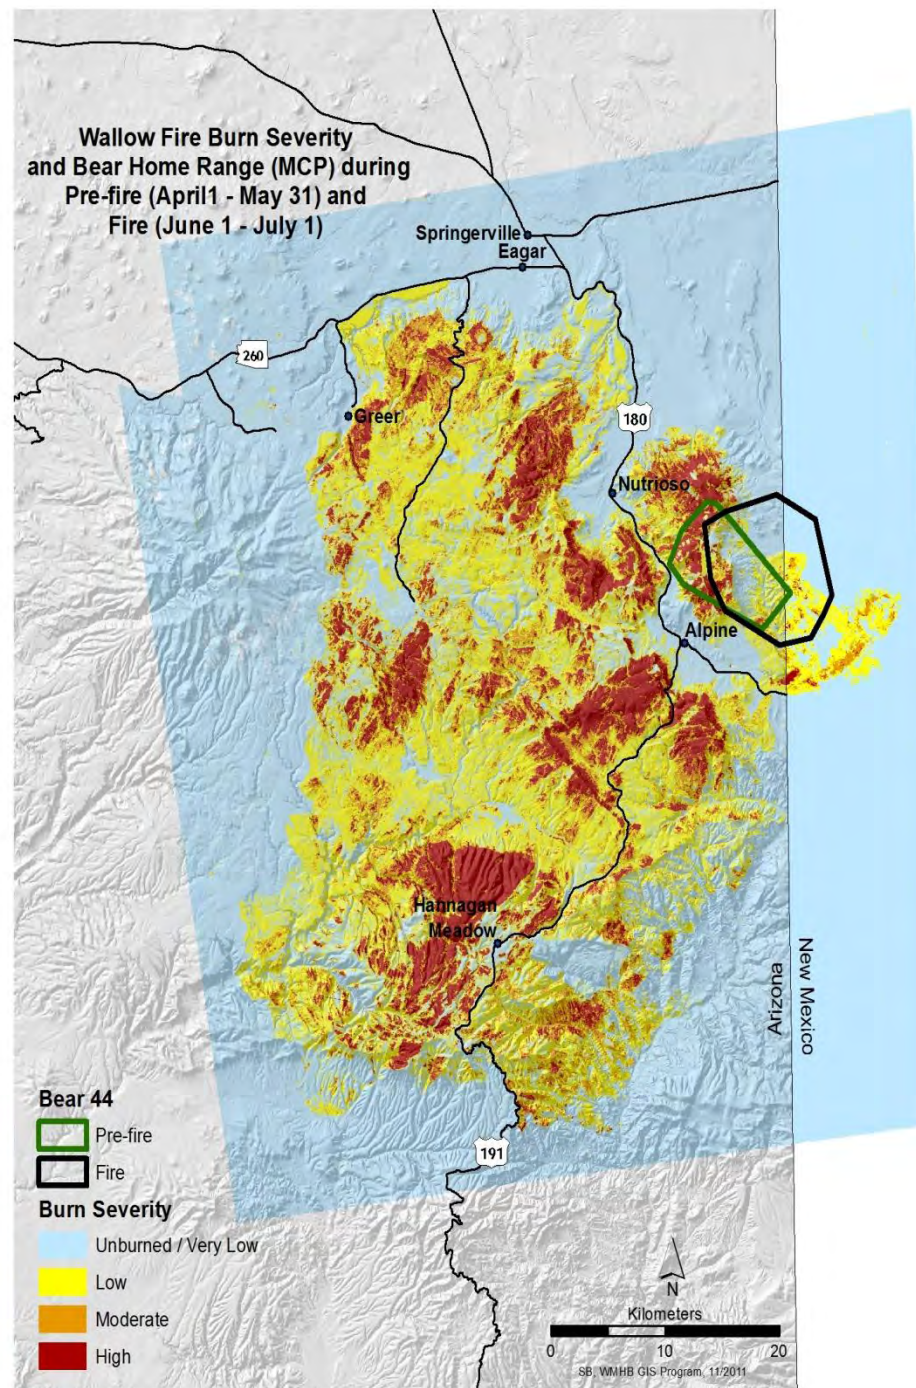 Wallow Fire Burn Severity
and Bear Home Range (MCP) during
Pre-fire (April1 - May 31) and
Fire (June 1 - July 1)
Springerville
Eagar
260
Greer
180
Nutrioso
Alpine
Hannagan
Meadow
Arizona
New Mexico
Bear 44
Pre-fire
Fire
191
Burn Severity
Unburned / Very Low
Low
Moderate
High
N
Kilometers
0 10 20
SB, WMHB GIS Program, 11/2011